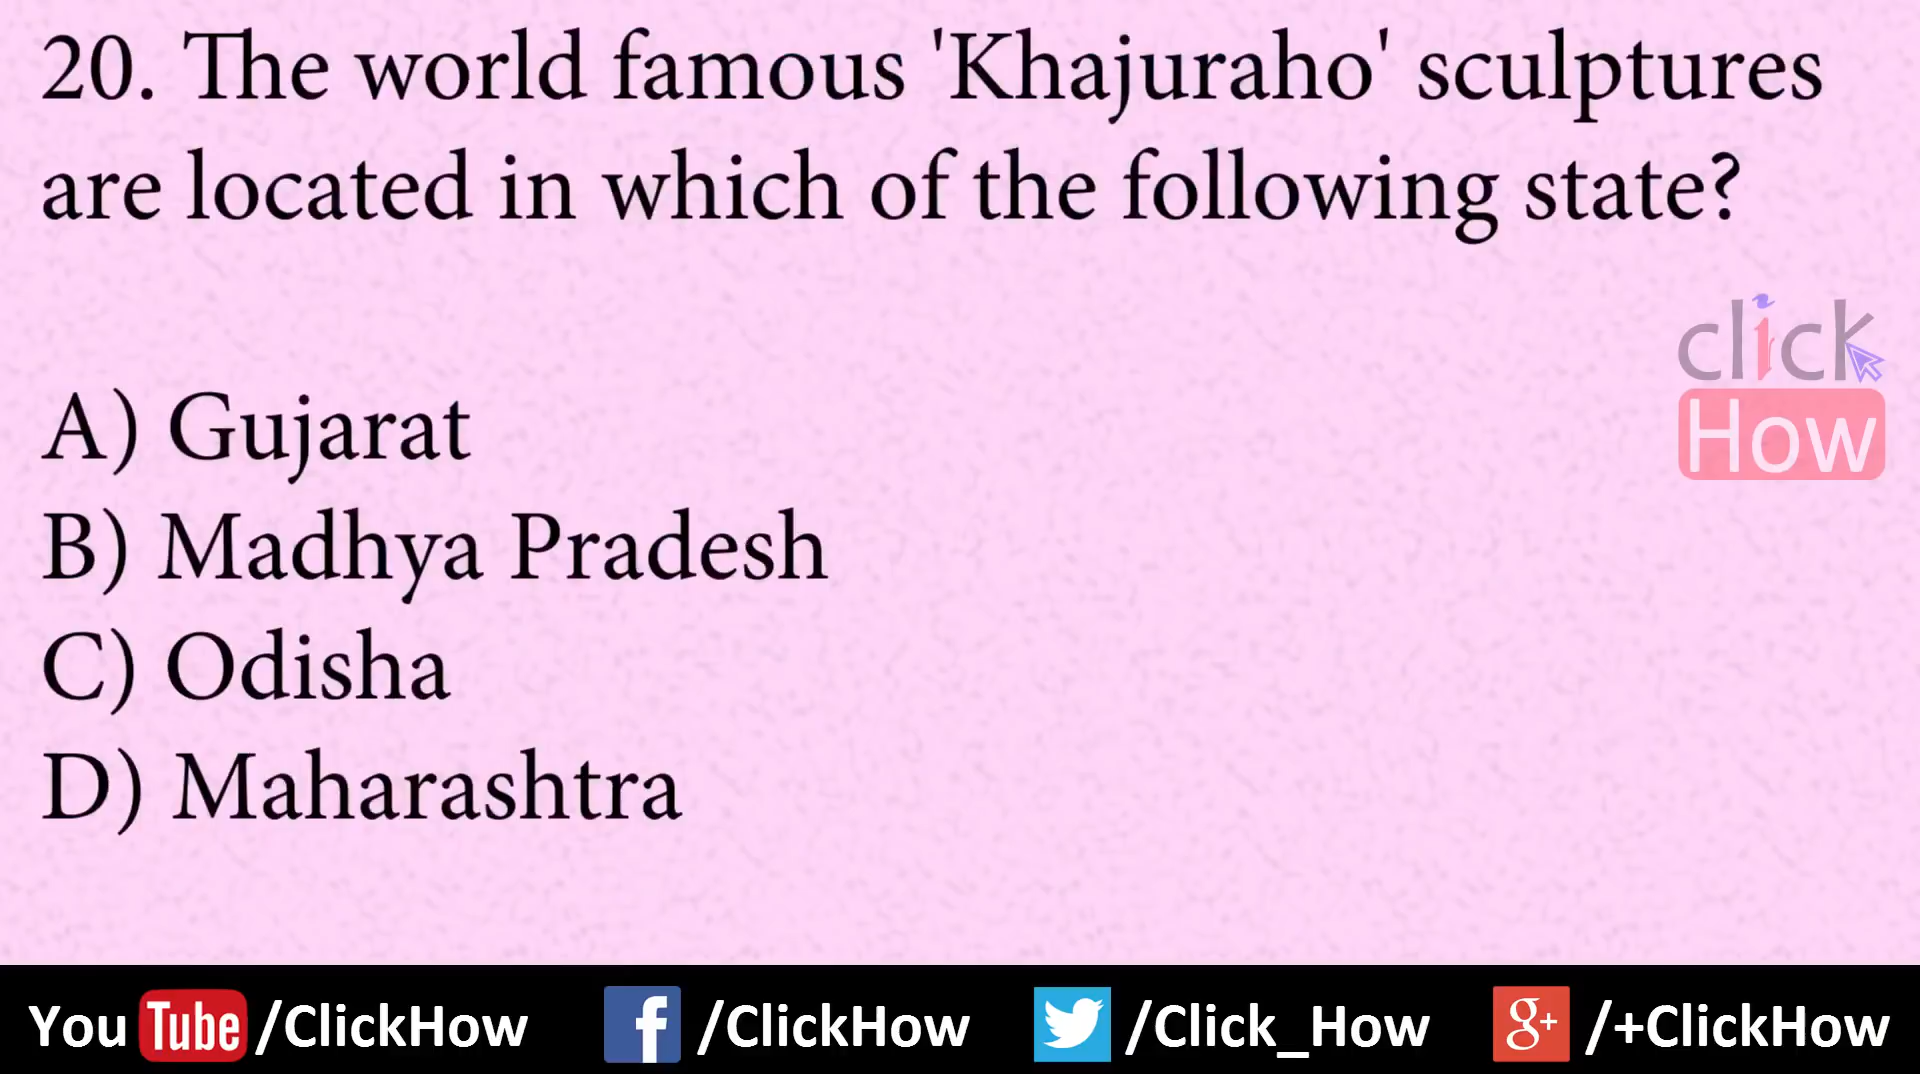 20. The world famous 'Khajuraho' sculptures
are located in which of the following state?
click
How
A) Gujarat
B) Madhya Pradesh
C) Odisha
D) Maharashtra
You Tube /ClickHow f /ClickHow /Click_How g+ /+ClickHow